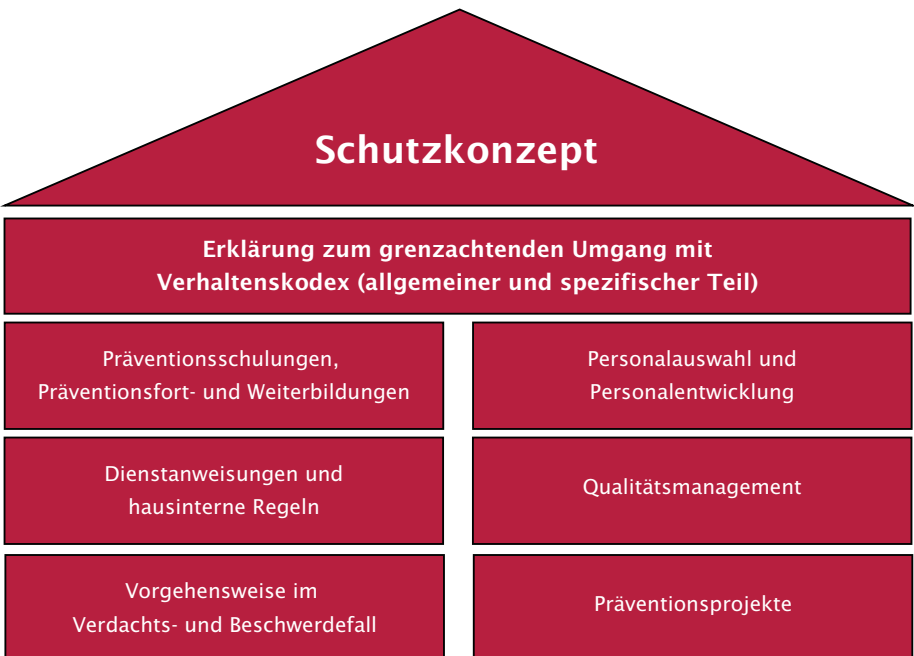 Schutzkonzept
Erklärung zum grenzachtenden Umgang mit
Verhaltenskodex (allgemeiner und spezifischer Teil)
Präventionsschulungen,
Präventionsfort- und Weiterbildungen
Personalauswahl und
Personalentwicklung
Dienstanweisungen und
hausinterne Regeln
Qualitätsmanagement
Vorgehensweise im
Verdachts- und Beschwerdefall
Präventionsprojekte